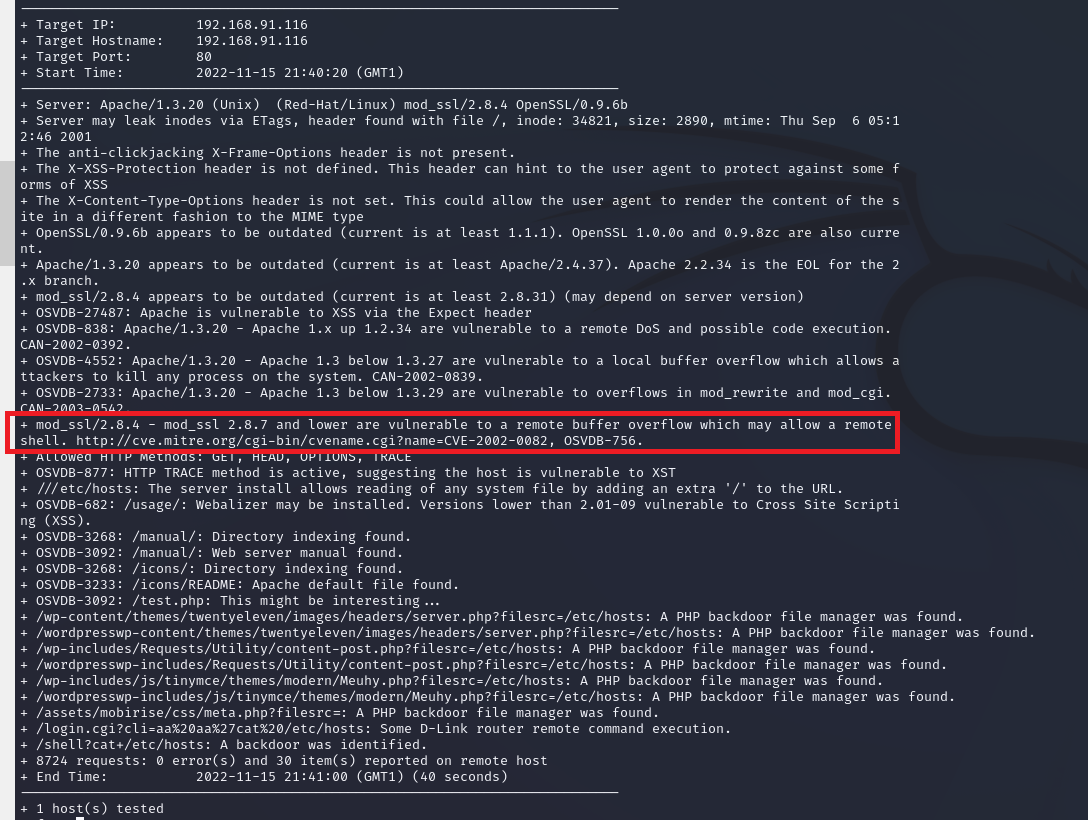 + Target IP: 192.168.91.116
+ Target Hostname: 192.168.91.116
+ Target Port: 80
+ Start Time: 2022-11-15 21:40:20 (GMT1)
+ Server: Apache/1.3.20 (Unix)  (Red-Hat/Linux) mod_ssl/2.8.4 OpenSSL/0.9.6b
+ Server may leak inodes via ETags, header found with file /, inode: 34821, size: 2890, mtime: Thu Sep  6 05:1
2:46 2001
+ The anti-clickjacking X-Frame-Options header is not present.
+ The X-XSS-Protection header is not defined. This header can hint to the user agent to protect against some f
orms of XSS
+ The X-Content-Type-Options header is not set. This could allow the user agent to render the content of the s
ite in a different fashion to the MIME type
+ OpenSSL/0.9.6b appears to be outdated (current is at least 1.1.1). OpenSSL 1.0.0o and 0.9.8zc are also curre
nt.
+ Apache/1.3.20 appears to be outdated (current is at least Apache/2.4.37). Apache 2.2.34 is the EOL for the 2
.x branch.
+ mod_ssl/2.8.4 appears to be outdated (current is at least 2.8.31) (may depend on server version)
+ OSVDB-27487: Apache is vulnerable to XSS via the Expect header
+ OSVDB-838: Apache/1.3.20 - Apache 1.x up 1.2.34 are vulnerable to a remote DoS and possible code execution.
CAN-2002-0392.
+ OSVDB-4552: Apache/1.3.20 - Apache 1.3 below 1.3.27 are vulnerable to a local buffer overflow which allows a
ttackers to kill any process on the system. CAN-2002-0839.
+ OSVDB-2733: Apache/1.3.20 - Apache 1.3 below 1.3.29 are vulnerable to overflows in mod_rewrite and mod_cgi.
CAN-2003-0542.
+ mod_ssl/2.8.4 - mod_ssl 2.8.7 and lower are vulnerable to a remote buffer overflow which may allow a remote
shell. http://cve.mitre.org/cgi-bin/cvename.cgi?name=CVE-2002-0082, OSVDB-756.
+ Allowed HTTP Methods: GET, HEAD, OPTIONS, TRACE
+ OSVDB-877: HTTP TRACE method is active, suggesting the host is vulnerable to XST
+ ///etc/hosts: The server install allows reading of any system file by adding an extra '/' to the URL.
+ OSVDB-682: /usage/: Webalizer may be installed. Versions lower than 2.01-09 vulnerable to Cross Site Scripti
ng (XSS).
+ OSVDB-3268: /manual/: Directory indexing found.
+ OSVDB-3092: /manual/: Web server manual found.
+ OSVDB-3268: /icons/: Directory indexing found.
+ OSVDB-3233: /icons/README: Apache default file found.
+ OSVDB-3092: /test.php: This might be interesting...
+ /wp-content/themes/twentyeleven/images/headers/server.php?filesrc=/etc/hosts: A PHP backdoor file manager was found.
+ /wordpresswp-content/themes/twentyeleven/images/headers/server.php?filesrc=/etc/hosts: A PHP backdoor file manager was found.
+ /wp-includes/Requests/Utility/content-post.php?filesrc=/etc/hosts: A PHP backdoor file manager was found.
+ /wordpresswp-includes/Requests/Utility/content-post.php?filesrc=/etc/hosts: A PHP backdoor file manager was found.
+ /wp-includes/js/tinymce/themes/modern/Meuhy.php?filesrc=/etc/hosts: A PHP backdoor file manager was found.
+ /wordpresswp-includes/js/tinymce/themes/modern/Meuhy.php?filesrc=/etc/hosts: A PHP backdoor file manager was found.
+ /assets/mobirise/css/meta.php?filesrc=: A PHP backdoor file manager was found.
+ /login.cgi?cli=aa%20aa%27cat%20/etc/hosts: Some D-Link router remote command execution.
+ /shell?cat+/etc/hosts: A backdoor was identified.
+ 8724 requests: 0 error(s) and 30 item(s) reported on remote host
+ End Time: 2022-11-15 21:41:00 (GMT1) (40 seconds)
+ 1 host(s) tested